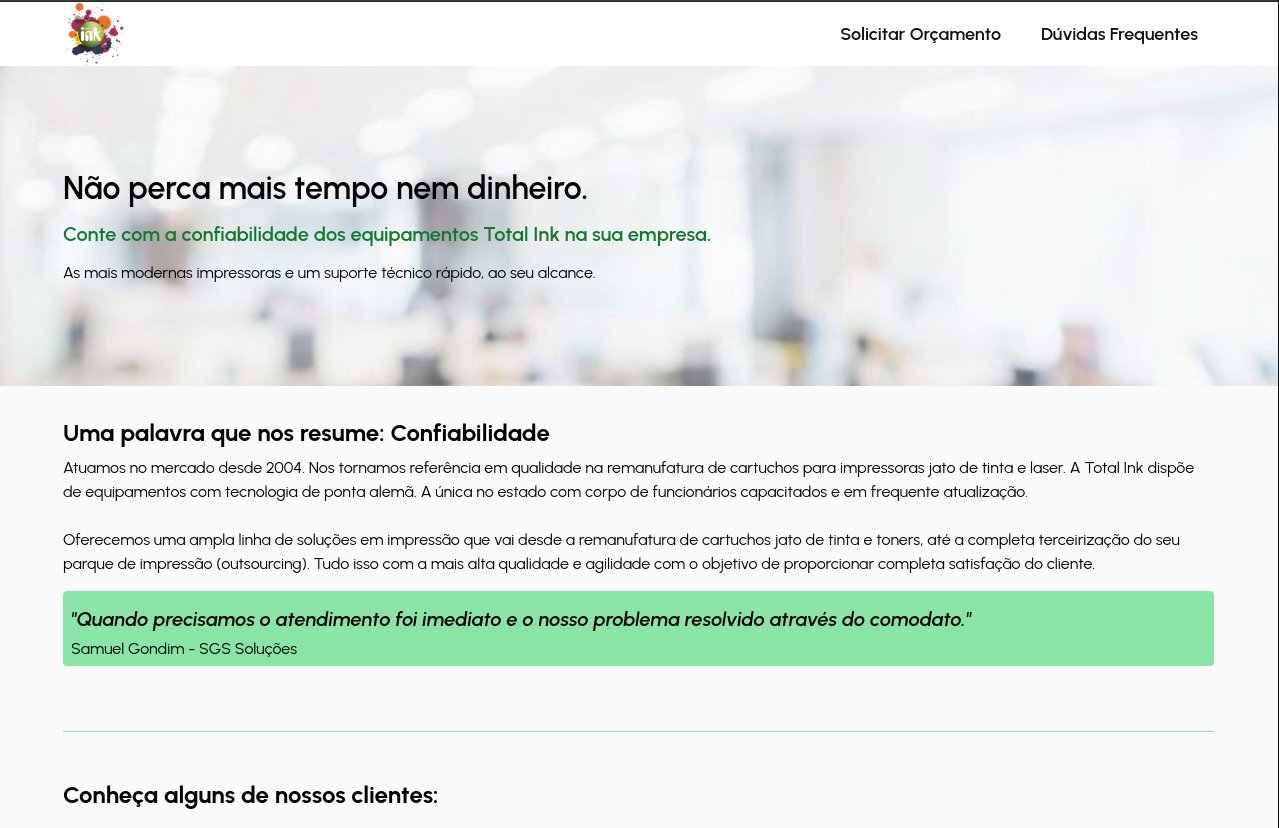 ink
Solicitar Orçamento
Dúvidas Frequentes
Não perca mais tempo nem dinheiro.
Conte com a confiabilidade dos equipamentos Total Ink na sua empresa.
As mais modernas impressoras e um suporte técnico rápido, ao seu alcance.
Uma palavra que nos resume: Confiabilidade
Atuamos no mercado desde 2004. Nos tornamos referência em qualidade na remanufatura de cartuchos para impressoras jato de tinta e laser. A Total Ink dispõe
de equipamentos com tecnologia de ponta alemã. A única no estado com corpo de funcionários capacitados e em frequente atualização.
Oferecemos uma ampla linha de soluções em impressão que vai desde a remanufatura de cartuchos jato de tinta e toners, até a completa terceirização do seu
parque de impressão (outsourcing). Tudo isso com a mais alta qualidade e agilidade com o objetivo de proporcionar completa satisfação do cliente.
"Quando precisamos o atendimento foi imediato e o nosso problema resolvido através do comodato."
Samuel Gondim - SGS Soluções
Conheça alguns de nossos clientes: